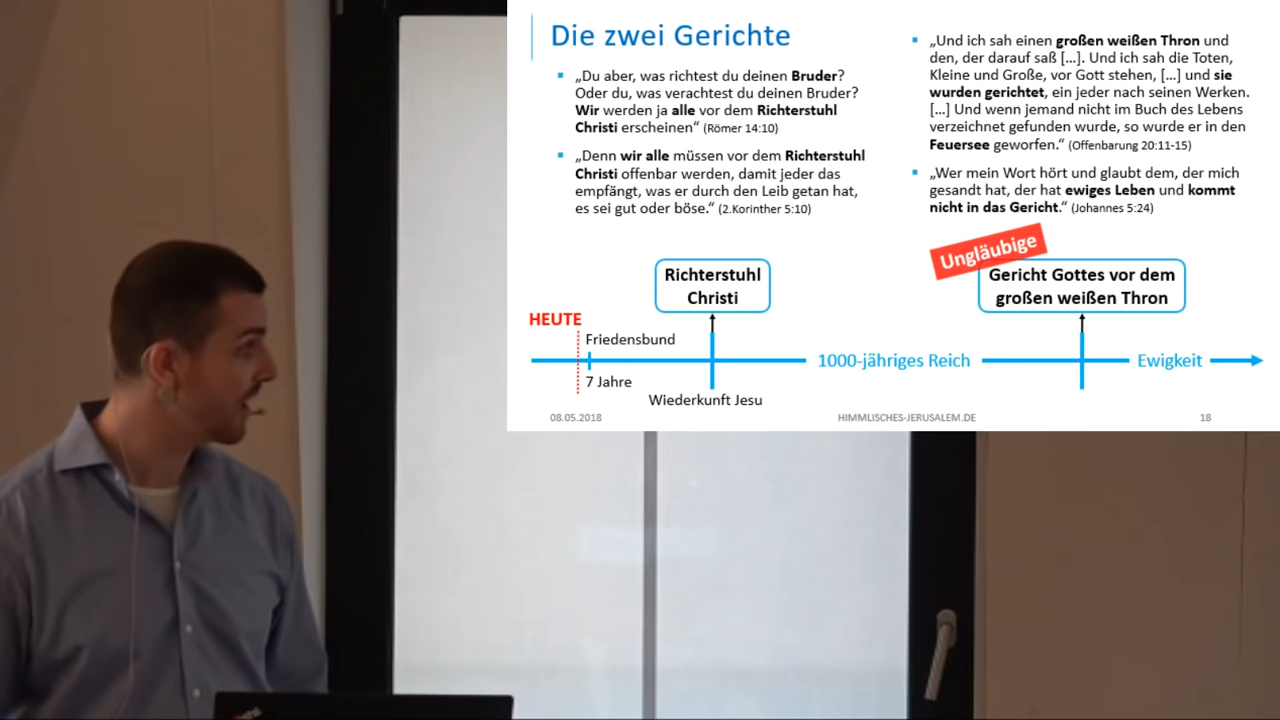 Die zwei Gerichte
▪ „Du aber, was richtest du deinen Bruder?
Oder du, was verachtest du deinen Bruder?
Wir werden ja alle vor dem Richterstuhl
Christi erscheinen“ (Römer 14:10)
▪ „Denn wir alle müssen vor dem Richterstuhl
Christi offenbar werden, damit jeder das
empfängt, was er durch den Leib getan hat,
es sei gut oder böse.“ (2.Korinther 5:10)
▪ „Und ich sah einen großen weißen Thron und
den, der darauf saß [...]. Und ich sah die Toten,
Kleine und Große, vor Gott stehen, [...] und sie
wurden gerichtet, ein jeder nach seinen Werken.
[...] Und wenn jemand nicht im Buch des Lebens
verzeichnet gefunden wurde, so wurde er in den
Feuersee geworfen.“ (Offenbarung 20:11-15)
▪ „Wer mein Wort hört und glaubt dem, der mich
gesandt hat, der hat ewiges Leben und kommt
nicht in das Gericht.“ (Johannes 5:24)
Ungläubige
Richterstuhl
Christi
Gericht Gottes vor dem
großen weißen Thron
HEUTE
Friedensbund
1000-jähriges Reich
Ewigkeit
7 Jahre
Wiederkunft Jesu
08.05.2018
HIMMLISCHES-JERUSALEM.DE
18